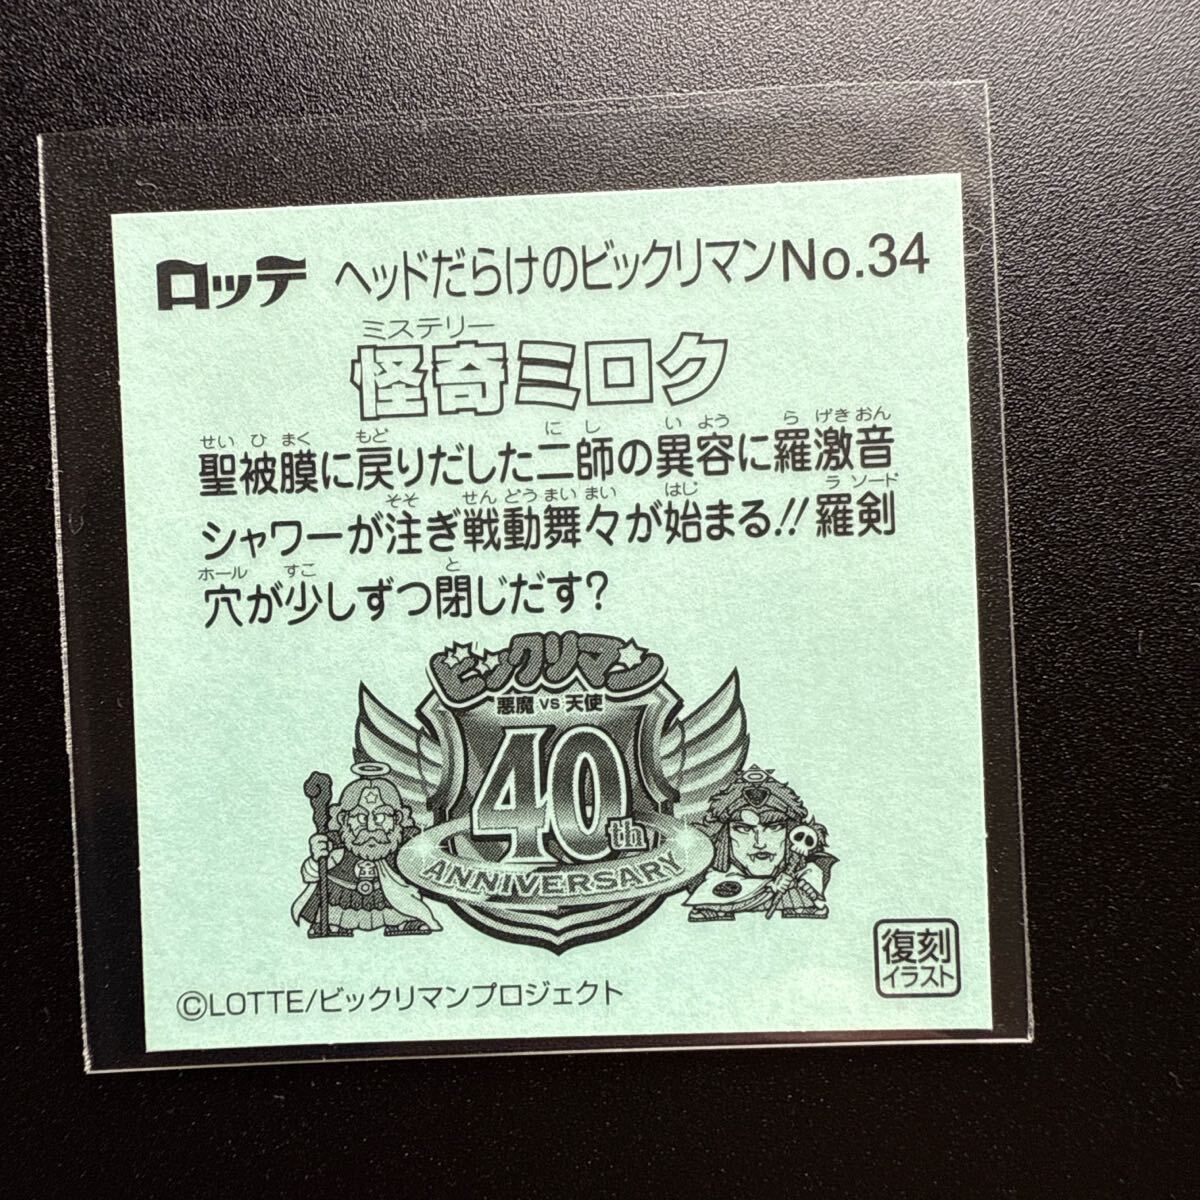 ロッテ ヘッドだらけのビックリマンNo.34
ミステリー
怪奇ミロク
せい ひ まく もど に し い よう ら げき おん
聖被膜に戻りだした二師の異容に羅激音
そそ せん どう まい まい はじ ラ ソード
シャワーが注ぎ戦動舞々が始まる!!羅剣
ホール すこ と
穴が少しずつ閉じだす?
ビックリマン
悪魔 VS 天使
40th
ANNIVERSARY
復刻
イラスト
©LOTTE/ビックリマンプロジェクト